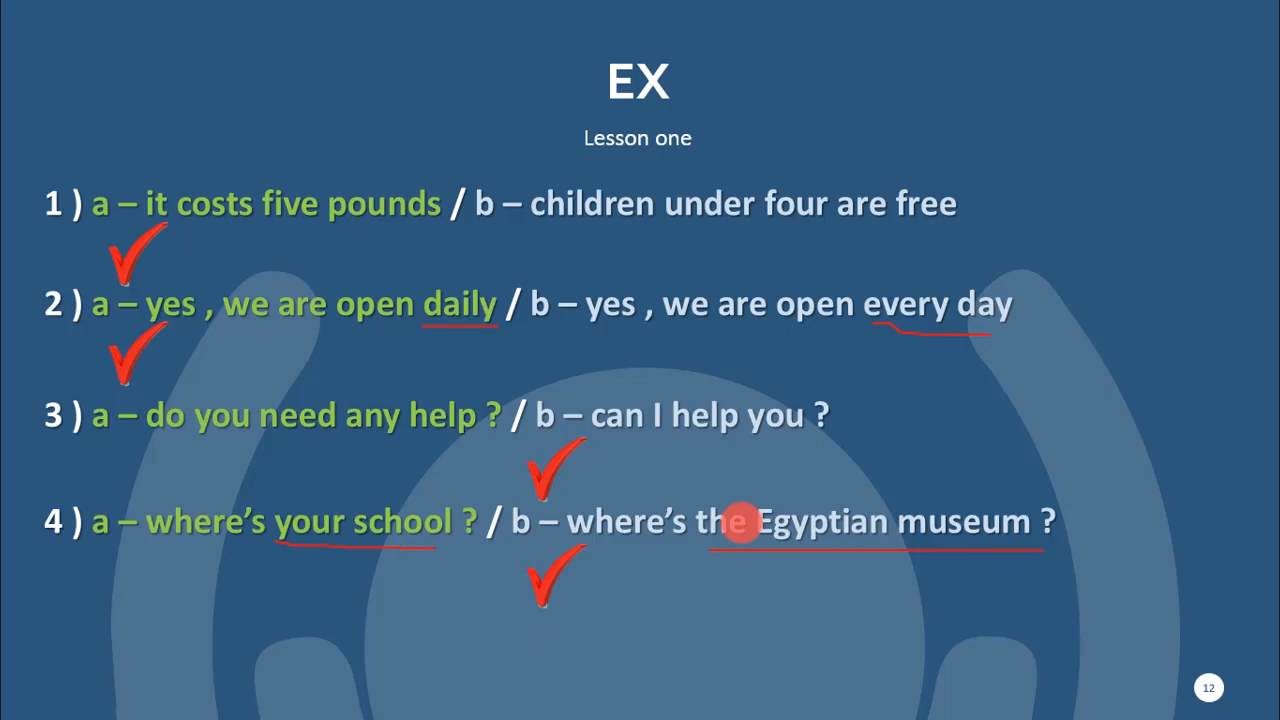 EX
Lesson one
1 ) a – it costs five pounds / b – children under four are free
2 ) a – yes , we are open daily / b – yes , we are open every day
3 ) a – do you need any help ? / b – can I help you ?
4 ) a – where’s your school ? / b – where’s the Egyptian museum ?
12